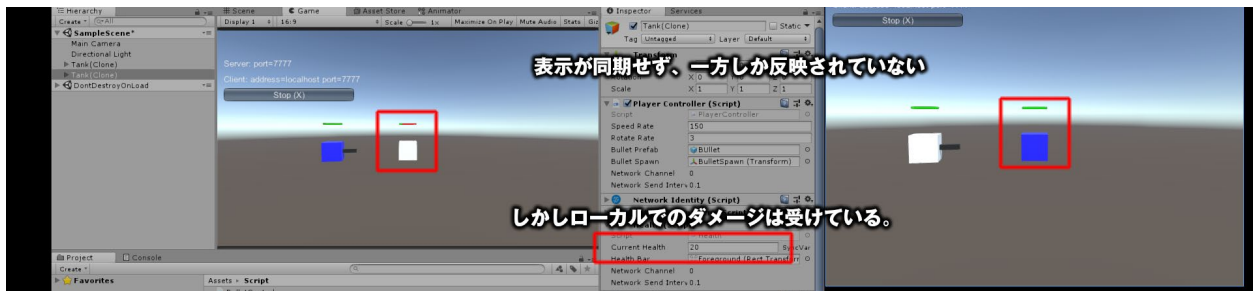 Hierarchy
Create
All
SampleScene*
Main Camera
Directional Light
Tank(Clone)
Tank(Clone)
DontDestroyOnLoad
Scene
Game
Asset Store
Animator
Display 1
16:9
Scale
1x
Maximize On Play
Mute Audio
Stats
Giz
Server: port=7777
Client: address=localhost port=7777
Stop (X)
Inspector
Services
Tank(Clone)
Static
Tag
Untagged
Layer
Default
Transform
表示が同期せず、一方しか反映されていない
X 0
Scale
X 1
Y 1
Z 1
Player Controller (Script)
Script
PlayerController
Speed Rate
150
Rotate Rate
3
Bullet Prefab
BUllet
Bullet Spawn
BulletSpawn (Transform)
Network Channel
0
Network Send Interv
0.1
Network Identity (Script)
しかしローカルでのダメージは受けている。
Script
Health
Current Health
20
SyncVar
Health Bar
Foreground (Rect Transform
Network Channel
0
Network Send Interv
0.1
Stop (X)
Project
Console
Create
Favorites
Assets
Script